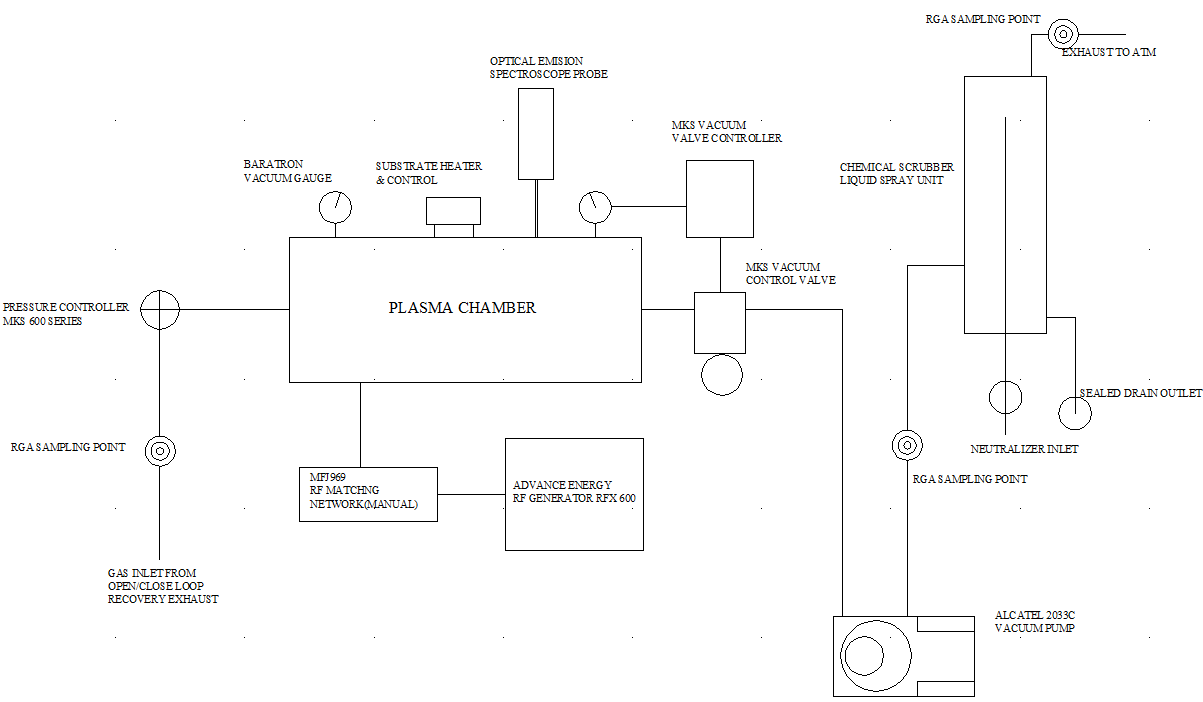 RGA SAMPLING POINT
EXHAUST TO ATM
OPTICAL EMISION
SPECTROSCOPE PROBE
MKS VACUUM
VALVE CONTROLLER
BARATRON
VACUUM GAUGE
SUBSTRATE HEATER
& CONTROL
CHEMICAL SCRUBBER
LIQUID SPRAY UNIT
MKS VACUUM
CONTROL VALVE
PRESSURE CONTROLLER
MKS 600 SERIES
PLASMA CHAMBER
SEALED DRAIN OUTLET
RGA SAMPLING POINT
NEUTRALIZER INLET
MFJ969
RF MATCHNG
NETWORK(MANUAL)
ADVANCE ENERGY
RF GENERATOR RFX 600
RGA SAMPLING POINT
GAS INLET FROM
OPEN/CLOSE LOOP
RECOVERY EXHAUST
ALCATEL 2033C
VACUUM PUMP